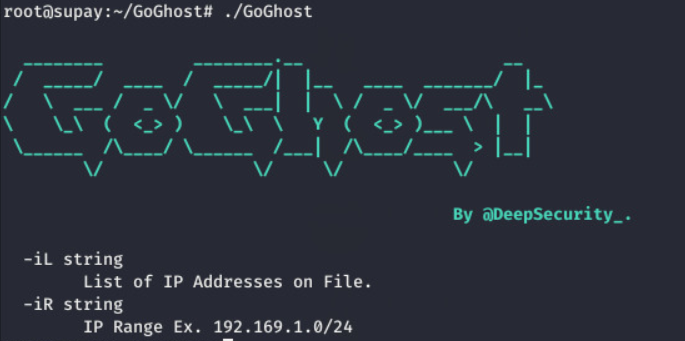 root@supay:~/GoGhost# ./GoGhost
GoGhost
By @DeepSecurity_.
-iL string
List of IP Addresses on File.
-iR string
IP Range Ex. 192.169.1.0/24